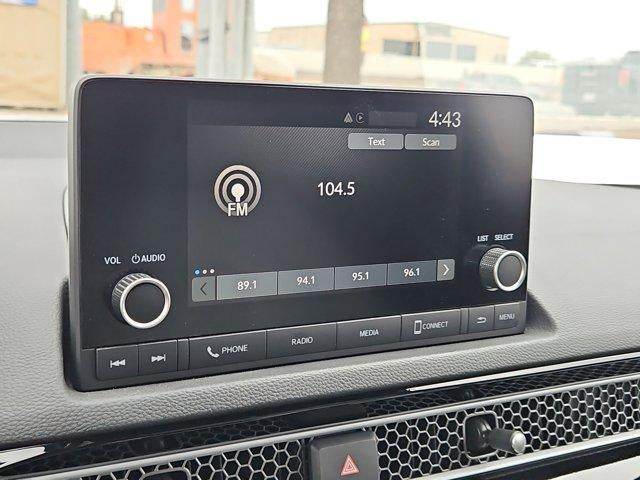 4:43
Text Scan
FM
104.5
VOL AUDIO
LIST SELECT
89.1 94.1 95.1 96.1
PHONE RADIO MEDIA CONNECT MENU